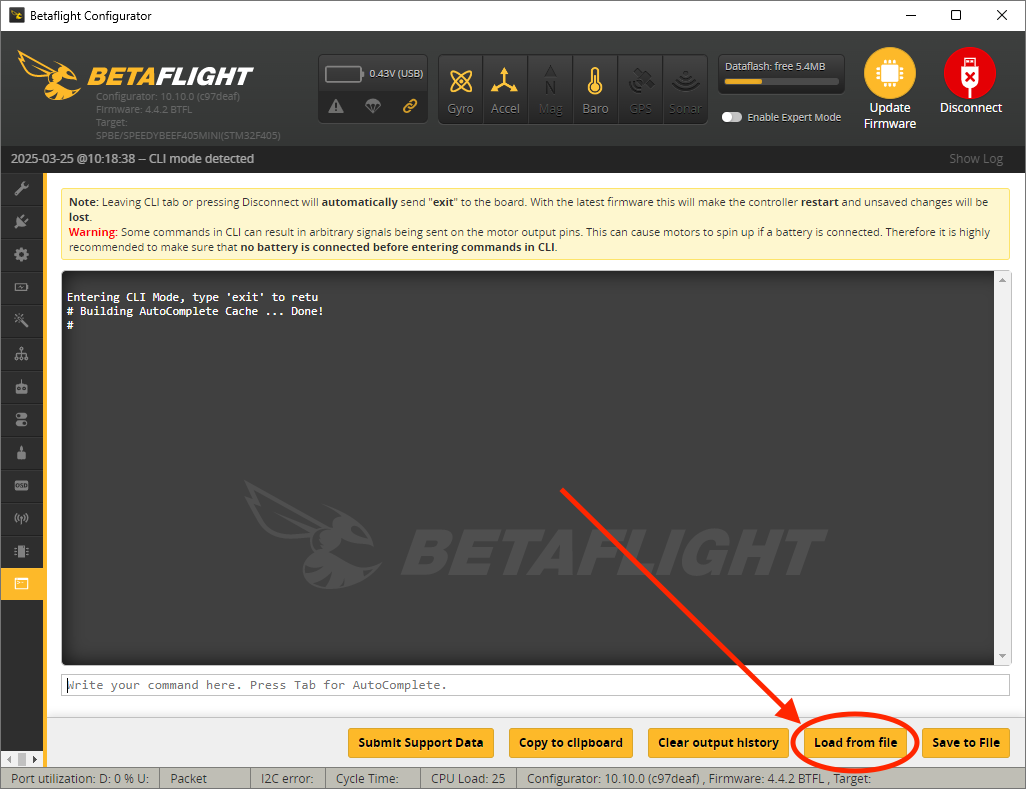 Betaflight Configurator
BETAFLIGHT
Configurator: 10.10.0 (c97deaf)
Firmware: 4.4.2 BTFL
Target:
SPBE/SPEEDYBEEF405MINI(STM32F405)
0.43V (USB)
Gyro
Accel
Mag
Baro
GPS
Sonar
Dataflash: free 5.4MB
Enable Expert Mode
Update
Firmware
Disconnect
2025-03-25 @10:18:38 -- CLI mode detected
Show Log
Note: Leaving CLI tab or pressing Disconnect will automatically send "exit" to the board. With the latest firmware this will make the controller restart and unsaved changes will be
lost.
Warning: Some commands in CLI can result in arbitrary signals being sent on the motor output pins. This can cause motors to spin up if a battery is connected. Therefore it is highly
recommended to make sure that no battery is connected before entering commands in CLI.
Entering CLI Mode, type 'exit' to retu
# Building AutoComplete Cache ... Done!
#
BETAFLIGHT
Write your command here. Press Tab for AutoComplete.
OSD
Submit Support Data
Copy to clipboard
Clear output history
Load from file
Save to File
Port utilization: D: 0 % U:
Packet
I2C error:
Cycle Time:
CPU Load: 25
Configurator: 10.10.0 (c97deaf) , Firmware: 4.4.2 BTFL , Target: